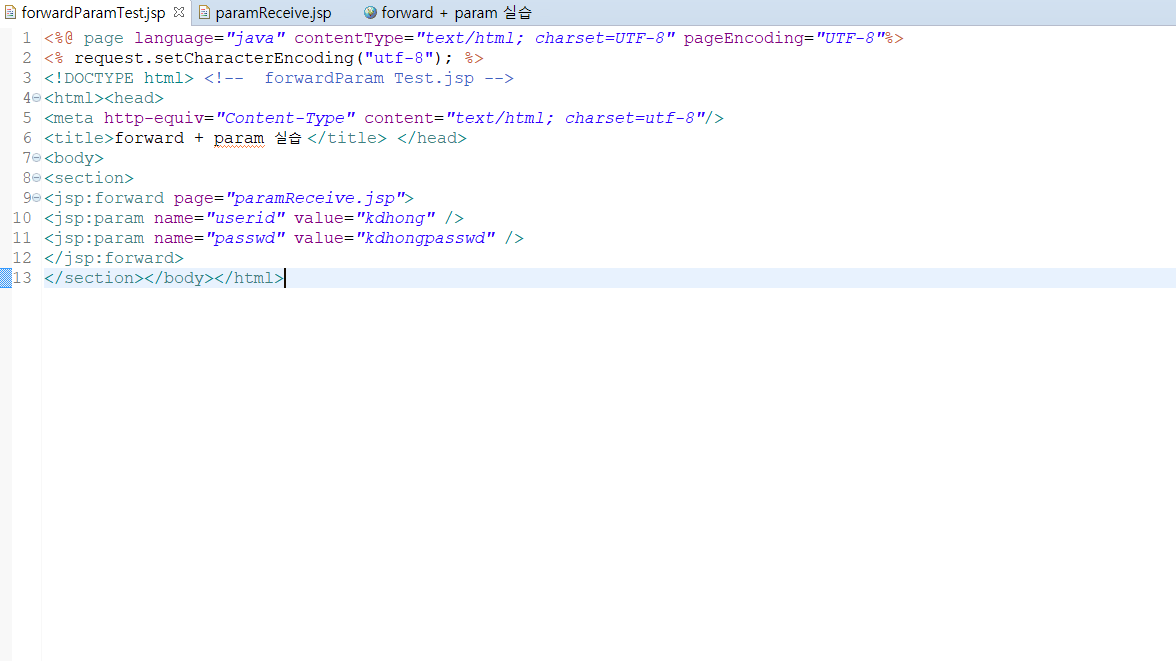 forwardParamTest.jsp paramReceive.jsp forward + param 실습
1 <%@ page language="java" contentType="text/html; charset=UTF-8" pageEncoding="UTF-8"%>
2 <% request.setCharacterEncoding("utf-8"); %>
3 <!DOCTYPE html> <!--  forwardParam Test.jsp -->
4 <html><head>
5 <meta http-equiv="Content-Type" content="text/html; charset=utf-8"/>
6 <title>forward + param 실습</title> </head>
7 <body>
8 <section>
9 <jsp:forward page="paramReceive.jsp">
10 <jsp:param name="userid" value="kdhong" />
11 <jsp:param name="passwd" value="kdhongpasswd" />
12 </jsp:forward>
13 </section></body></html>